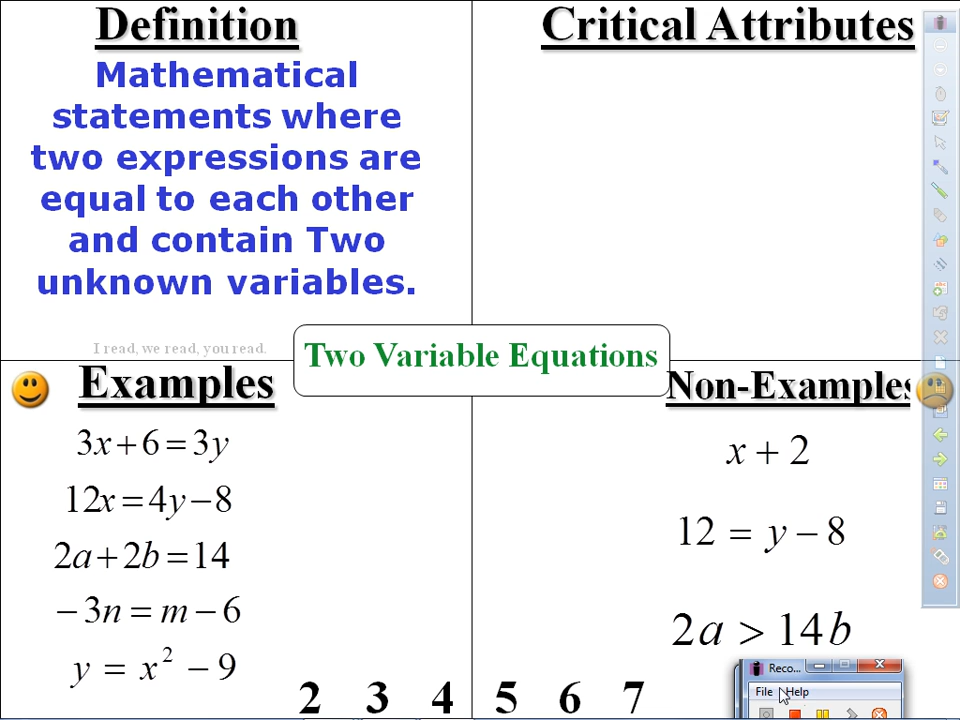 Definition
Mathematical
statements where
two expressions are
equal to each other
and contain Two
unknown variables.
I read, we read, you read.
Critical Attributes
Two Variable Equations
Examples
3x + 6 = 3y
12x = 4y − 8
2a + 2b = 14
− 3n = m − 6
y = x² − 9
Non-Examples
x + 2
12 = y − 8
2a > 14b
2 3 4 5 6 7
Reco...
File Help